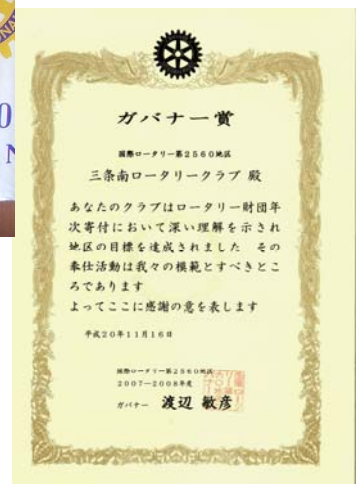 ガバナー賞
国際ロータリー第2560地区
三条南ロータリークラブ 殿
あなたのクラブはロータリー財団年
次寄付において深い理解を示され
地区の目標を達成されました その
奉仕活動は我々の模範とすべきとこ
ろであります
よってここに感謝の意を表します
平成20年11月16日
国際ロータリー第2560地区
2007ー2008年度
ガバナー 渡辺 敏彦